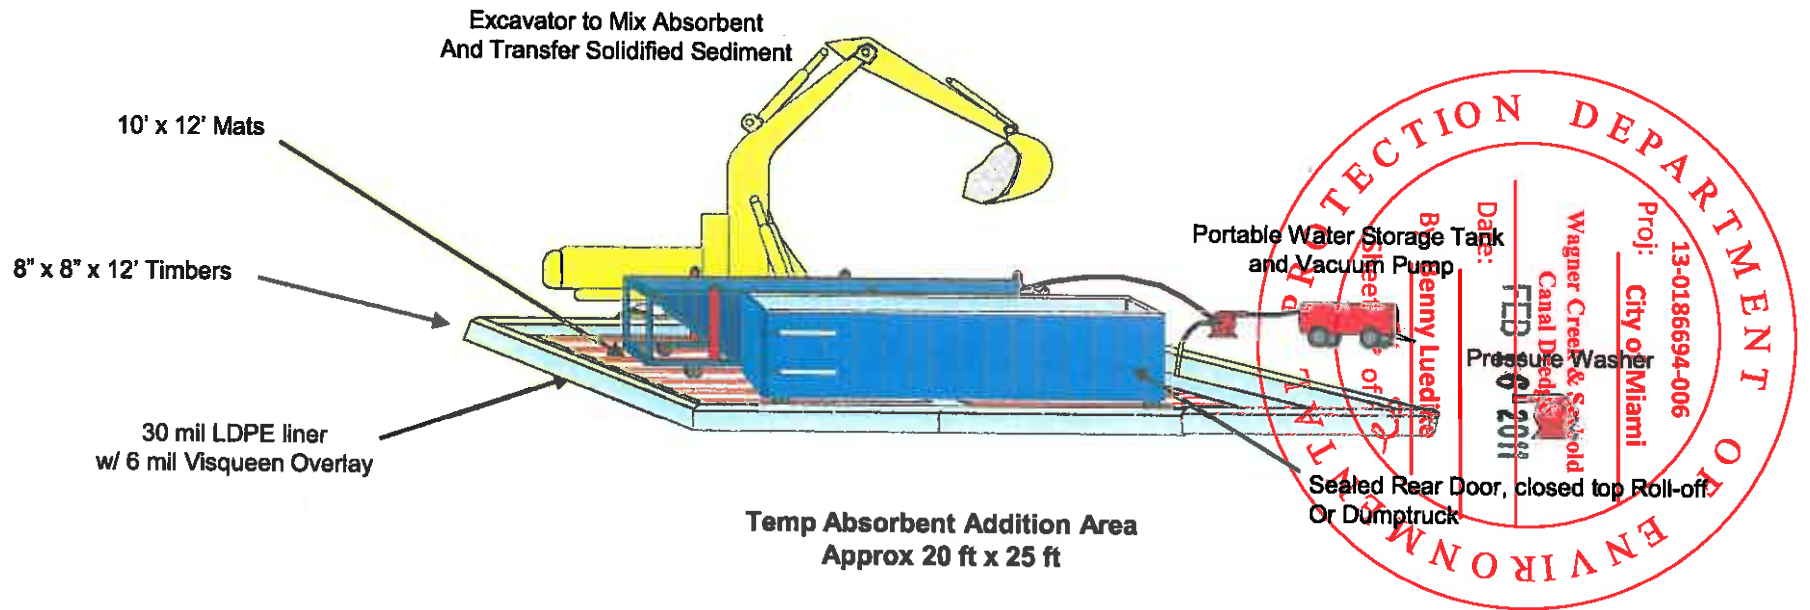 Excavator to Mix Absorbent
And Transfer Solidified Sediment
10' x 12' Mats
8" x 8" x 12' Timbers
30 mil LDPE liner
w/ 6 mil Visqueen Overlay
Temp Absorbent Addition Area
Approx 20 ft x 25 ft
Portable Water Storage Tank
and Vacuum Pump
Pressure Washer
Sealed Rear Door, closed top Roll-off
Or Dumptruck
DEPARTMENT OF ENVIRONMENTAL PROTECTION
13-0186694-006
Proj: City of Miami
Wagner Creek &
Canal
Date: FEB
By: Benny Luedike
Sheet of